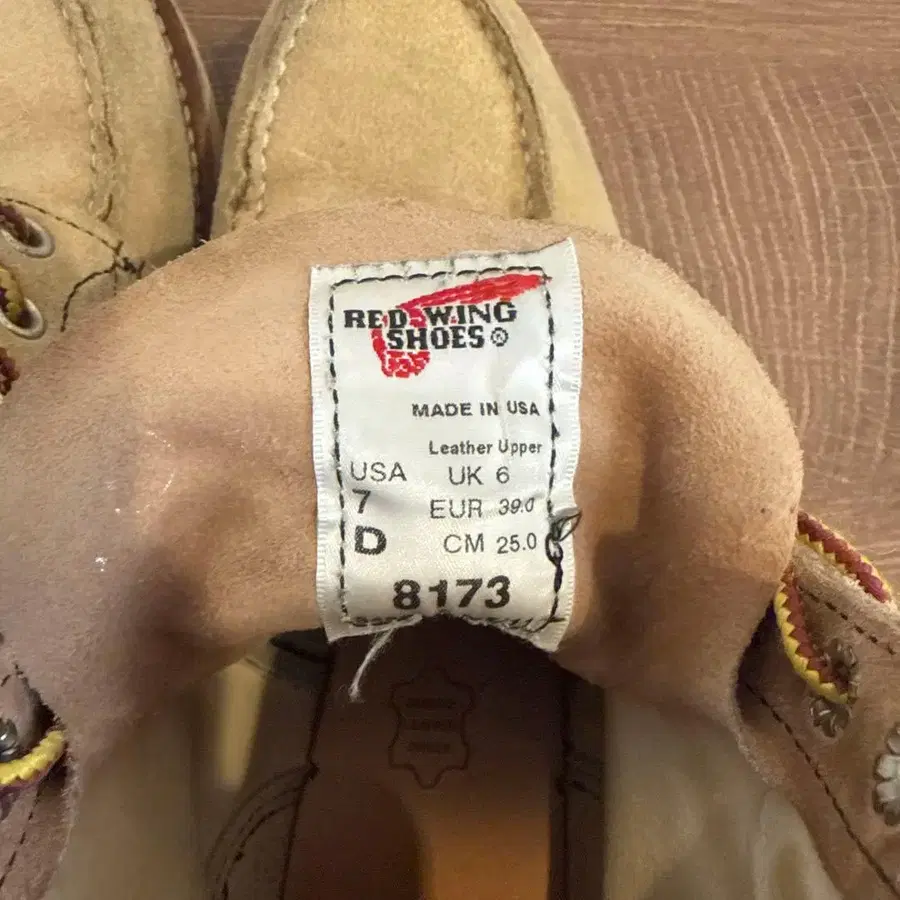 RED WING
SHOES ®
MADE IN USA
Leather Upper
USA UK 6
7 EUR 39.0
D CM 25.0
8173